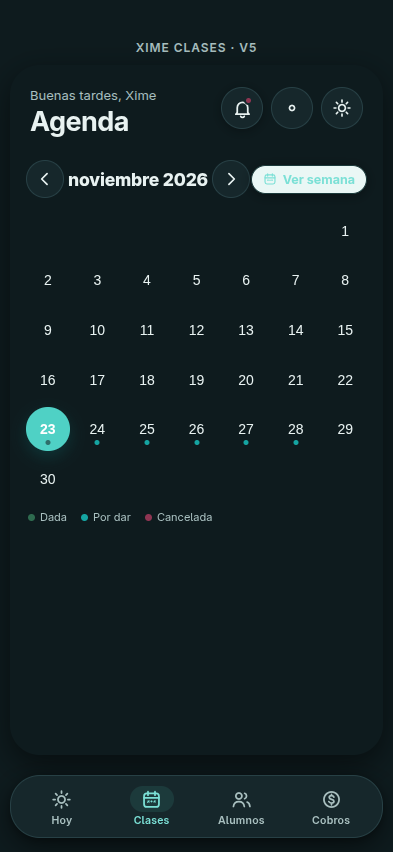 XIME CLASES · V5
Buenas tardes, Xime
Agenda
noviembre 2026
Ver semana
1
2 3 4 5 6 7 8
9 10 11 12 13 14 15
16 17 18 19 20 21 22
23 24 25 26 27 28 29
30
Dada Por dar Cancelada
Hoy Clases Alumnos Cobros